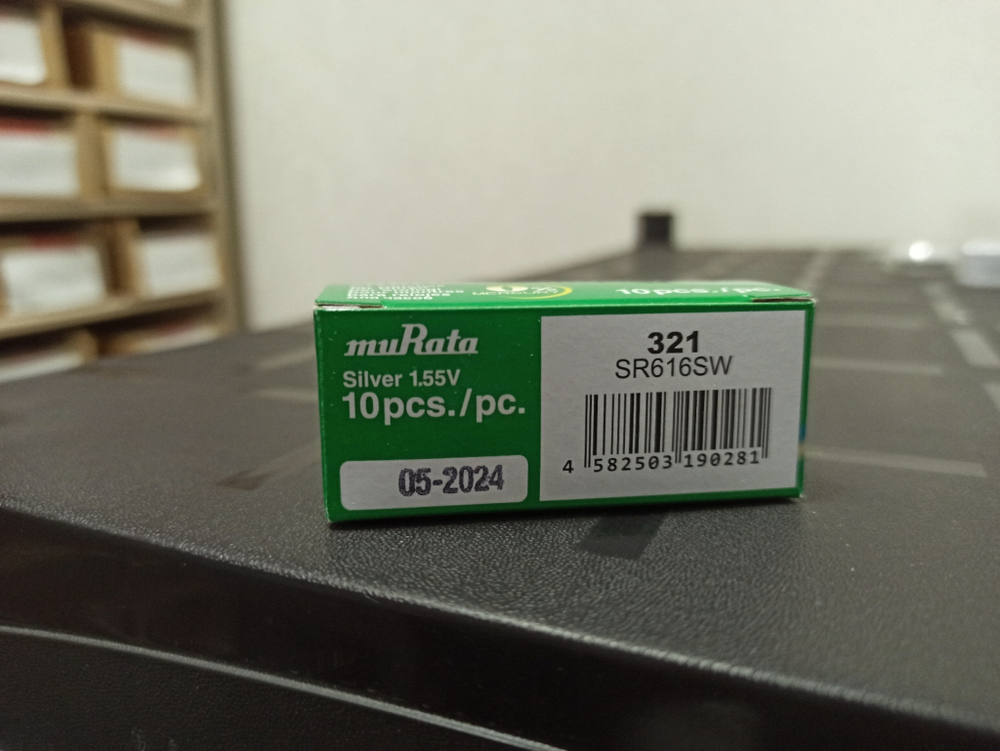 10pcs./pc.
muRata
Silver 1.55V
10pcs./pc.
05-2024
321
SR616SW
4 582503 190281